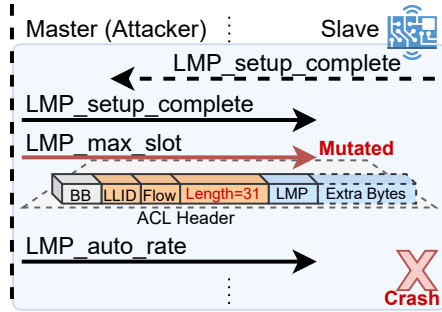 Master (Attacker) Slave
LMP_setup_complete
LMP_setup_complete
LMP_max_slot Mutated
BB LLID Flow Length=31 LMP Extra Bytes
ACL Header
LMP_auto_rate
Crash